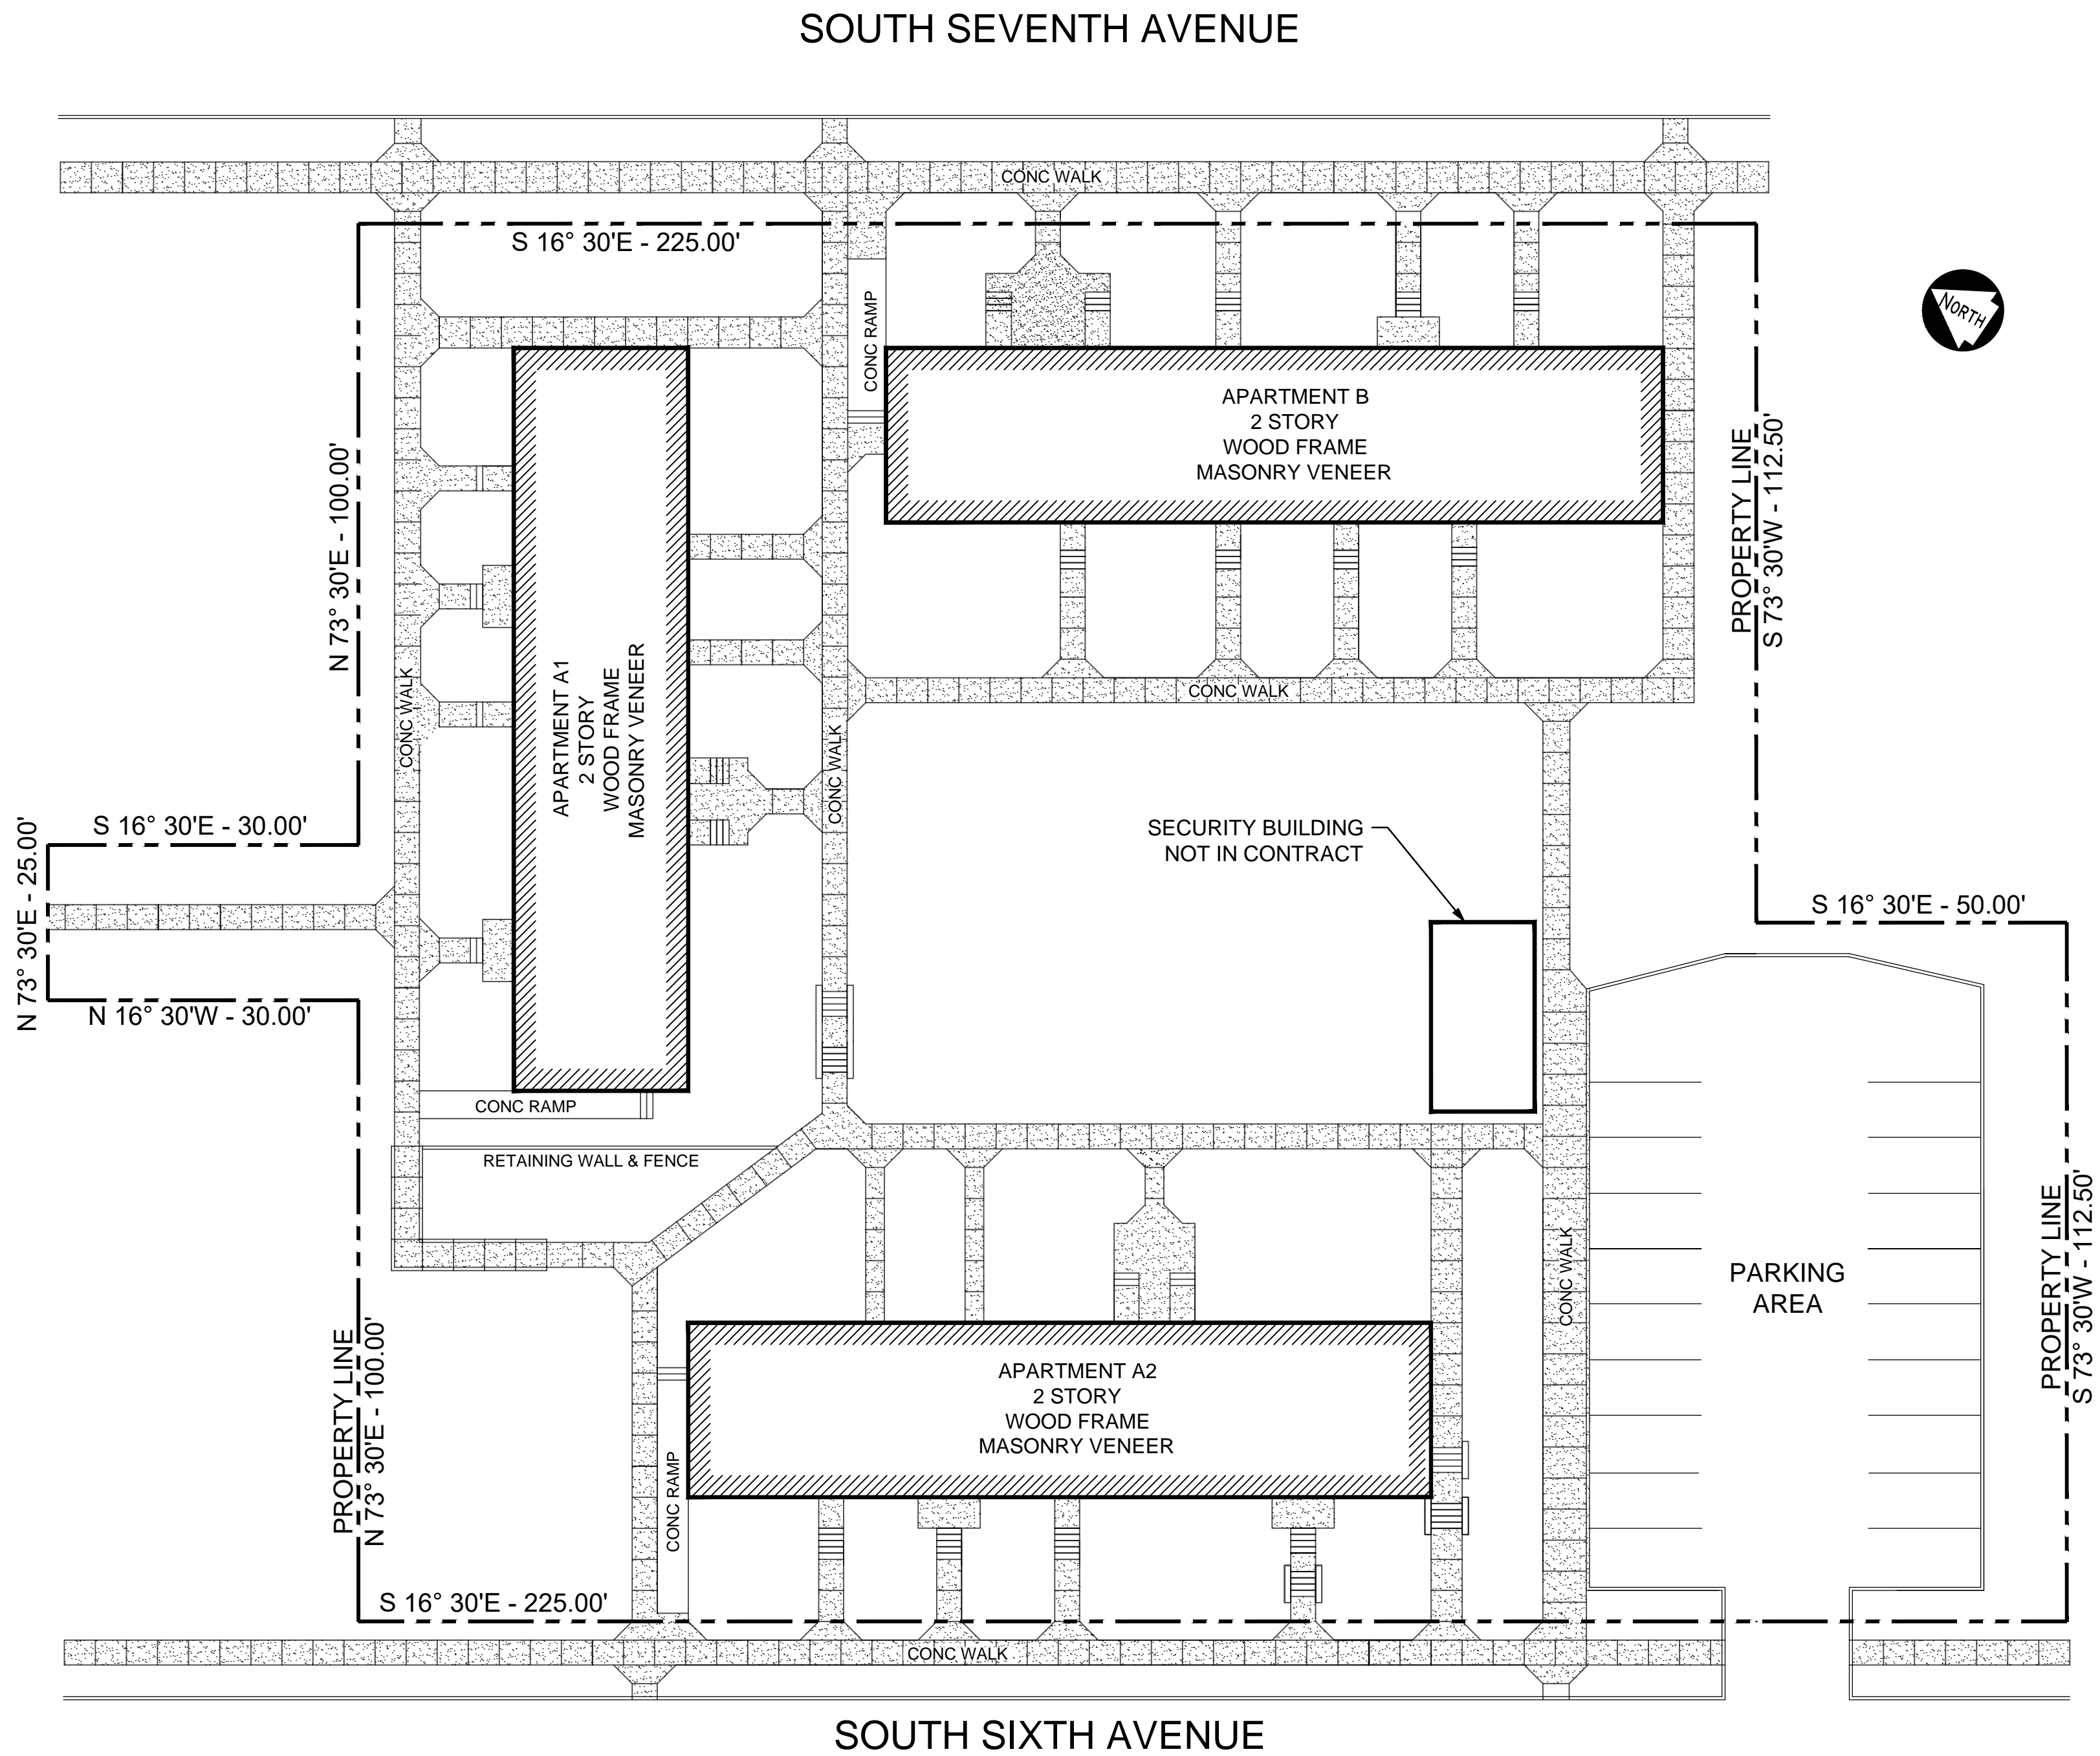 SOUTH SEVENTH AVENUE
CONC WALK
S 16° 30'E - 225.00'
NORTH
CONC RAMP
APARTMENT B
2 STORY
WOOD FRAME
MASONRY VENEER
N 73° 30'E - 100.00'
PROPERTY LINE
S 73° 30'W - 112.50'
APARTMENT A1
2 STORY
WOOD FRAME
MASONRY VENEER
CONC WALK
CONC WALK
CONC WALK
S 16° 30'E - 30.00'
SECURITY BUILDING
NOT IN CONTRACT
N 73° 30'E - 25.00'
S 16° 30'E - 50.00'
N 16° 30'W - 30.00'
CONC RAMP
RETAINING WALL & FENCE
CONC WALK
PARKING
AREA
PROPERTY LINE
S 73° 30'W - 112.50'
PROPERTY LINE
N 73° 30'E - 100.00'
APARTMENT A2
2 STORY
WOOD FRAME
MASONRY VENEER
CONC RAMP
S 16° 30'E - 225.00'
CONC WALK
SOUTH SIXTH AVENUE